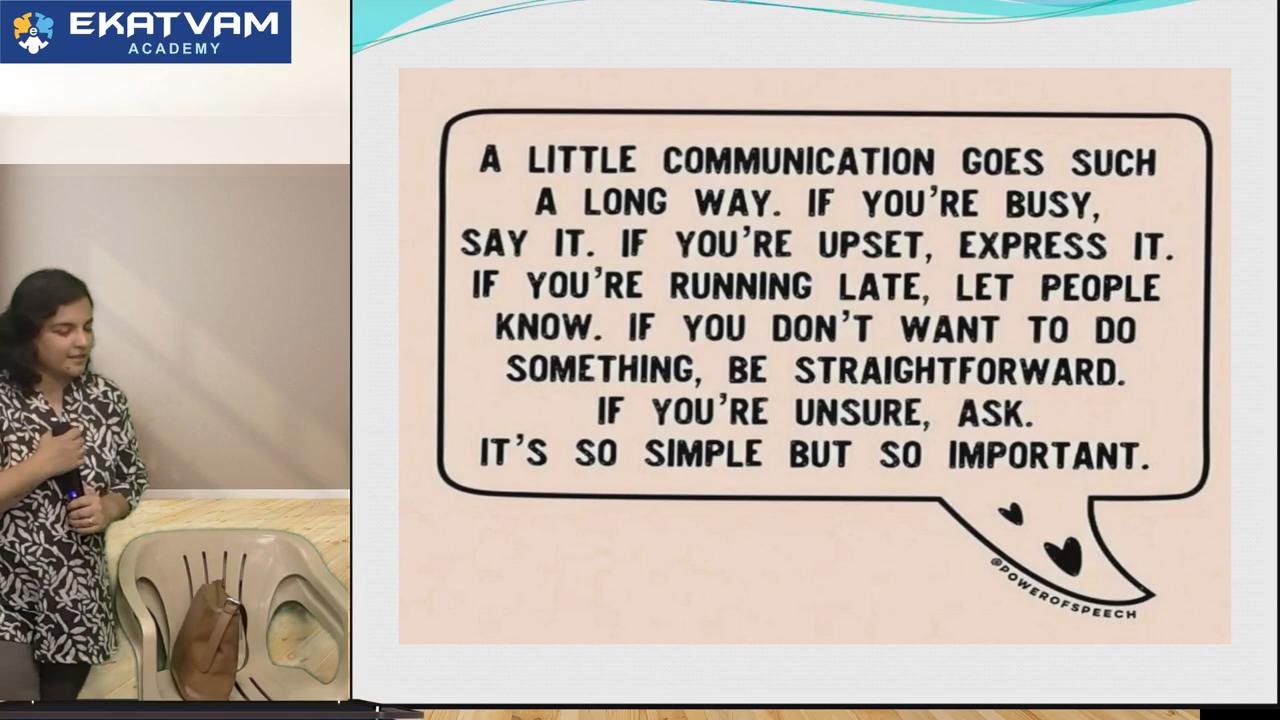 EKATVAM
ACADEMY
A LITTLE COMMUNICATION GOES SUCH
A LONG WAY. IF YOU'RE BUSY,
SAY IT. IF YOU'RE UPSET, EXPRESS IT.
IF YOU'RE RUNNING LATE, LET PEOPLE
KNOW. IF YOU DON'T WANT TO DO
SOMETHING, BE STRAIGHTFORWARD.
IF YOU'RE UNSURE, ASK.
IT'S SO SIMPLE BUT SO IMPORTANT.
@POWEROFSPEECH